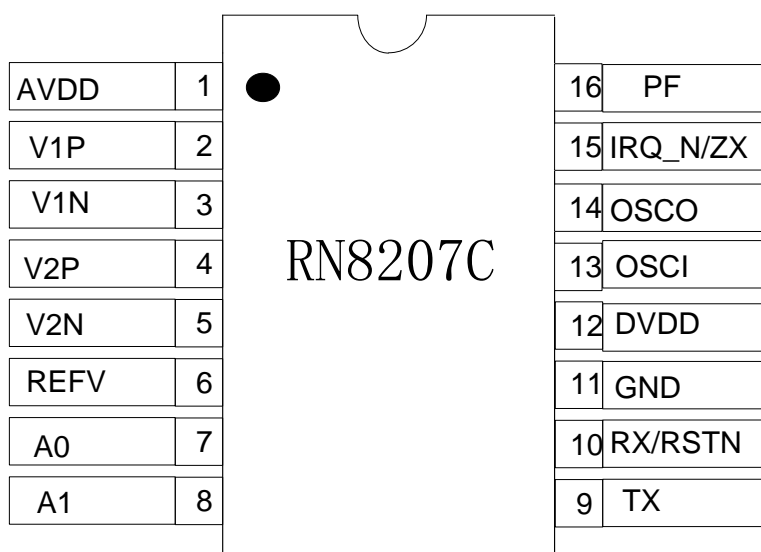 AVDD 1
V1P 2
V1N 3
V2P 4
V2N 5
REFV 6
A0 7
A1 8
RN8207C
16 PF
15 IRQ_N/ZX
14 OSCO
13 OSCI
12 DVDD
11 GND
10 RX/RSTN
9 TX